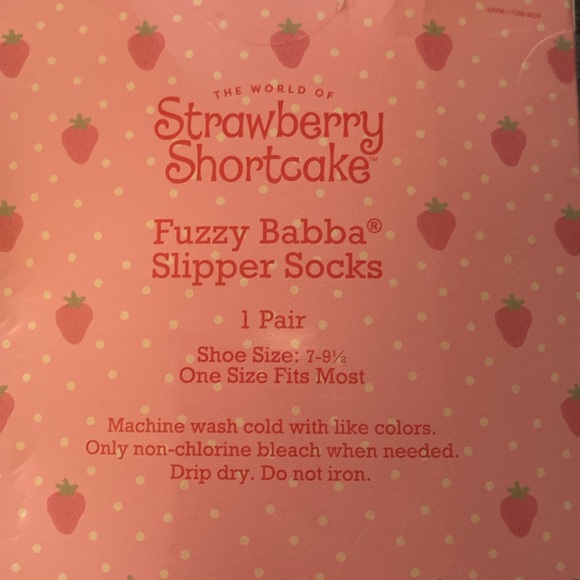 THE WORLD OF
Strawberry
Shortcake™
Fuzzy Babba®
Slipper Socks
1 Pair
Shoe Size: 7-9½
One Size Fits Most
Machine wash cold with like colors.
Only non-chlorine bleach when needed.
Drip dry. Do not iron.